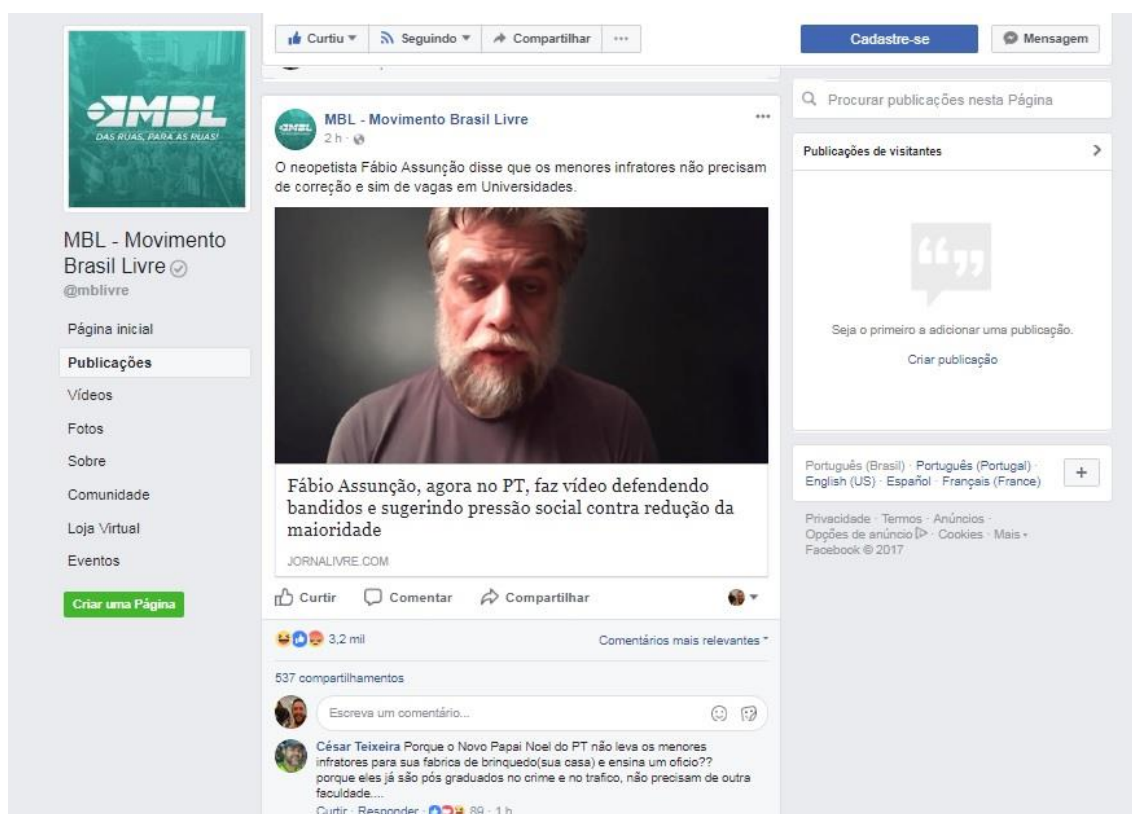 Curtiu
Seguindo
Compartilhar
Cadastre-se
Mensagem
MBL
DAS RUAS, PARA AS RUAS!
MBL - Movimento
Brasil Livre
@mblivre
Página inicial
Publicações
Vídeos
Fotos
Sobre
Comunidade
Loja Virtual
Eventos
Criar uma Página
MBL
MBL - Movimento Brasil Livre
2 h ·
O neopetista Fábio Assunção disse que os menores infratores não precisam
de correção e sim de vagas em Universidades.
Fábio Assunção, agora no PT, faz vídeo defendendo
bandidos e sugerindo pressão social contra redução da
maioridade
JORNALIVRE.COM
Curtir
Comentar
Compartilhar
3,2 mil
Comentários mais relevantes
537 compartilhamentos
Escreva um comentário...
César Teixeira Porque o Novo Papai Noel do PT não leva os menores
infratores para sua fabrica de brinquedo(sua casa) e ensina um oficio??
porque eles já são pós graduados no crime e no trafico, não precisam de outra
faculdade....
Curtir · Responder · 89 · 1 h
Procurar publicações nesta Página
Publicações de visitantes
Seja o primeiro a adicionar uma publicação.
Criar publicação
Português (Brasil) · Português (Portugal) ·
English (US) · Español · Français (France)
Privacidade · Termos · Anúncios ·
Opções de anúncio · Cookies · Mais
Facebook © 2017